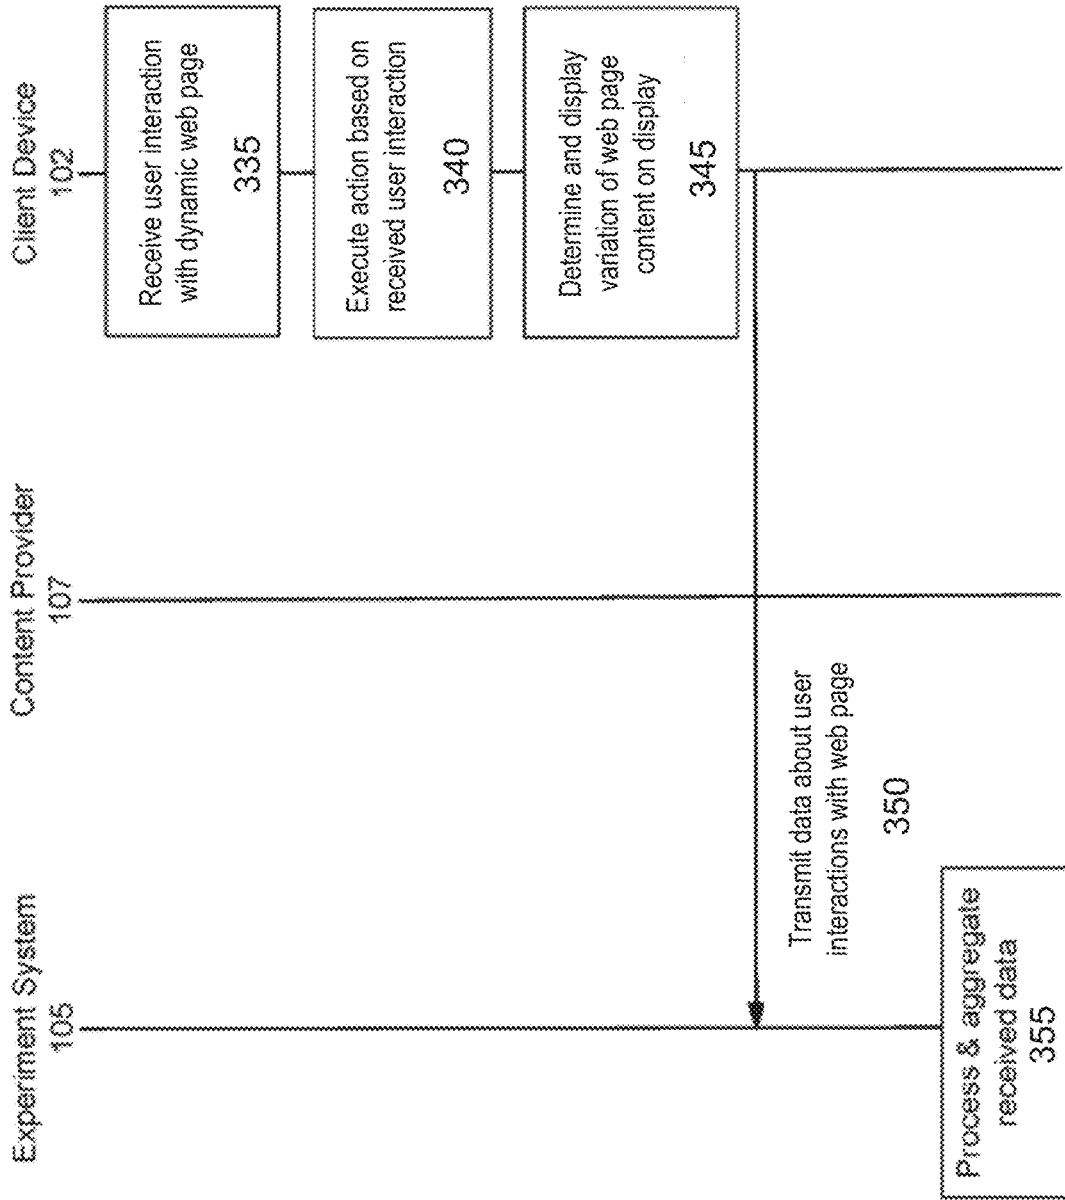 Experiment System
105
Content Provider
107
Client Device
102
Receive user interaction
with dynamic web page
335
Execute action based on
received user interaction
340
Determine and display
variation of web page
content on display
345
Transmit data about user
interactions with web page
350
Process & aggregate
received data
355